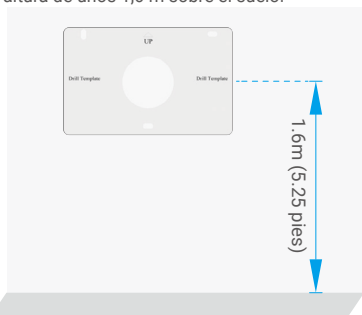 altura de unos 1,6 m sobre el suelo.
UP
Drill Template Drill Template
1.6m (5.25 pies)